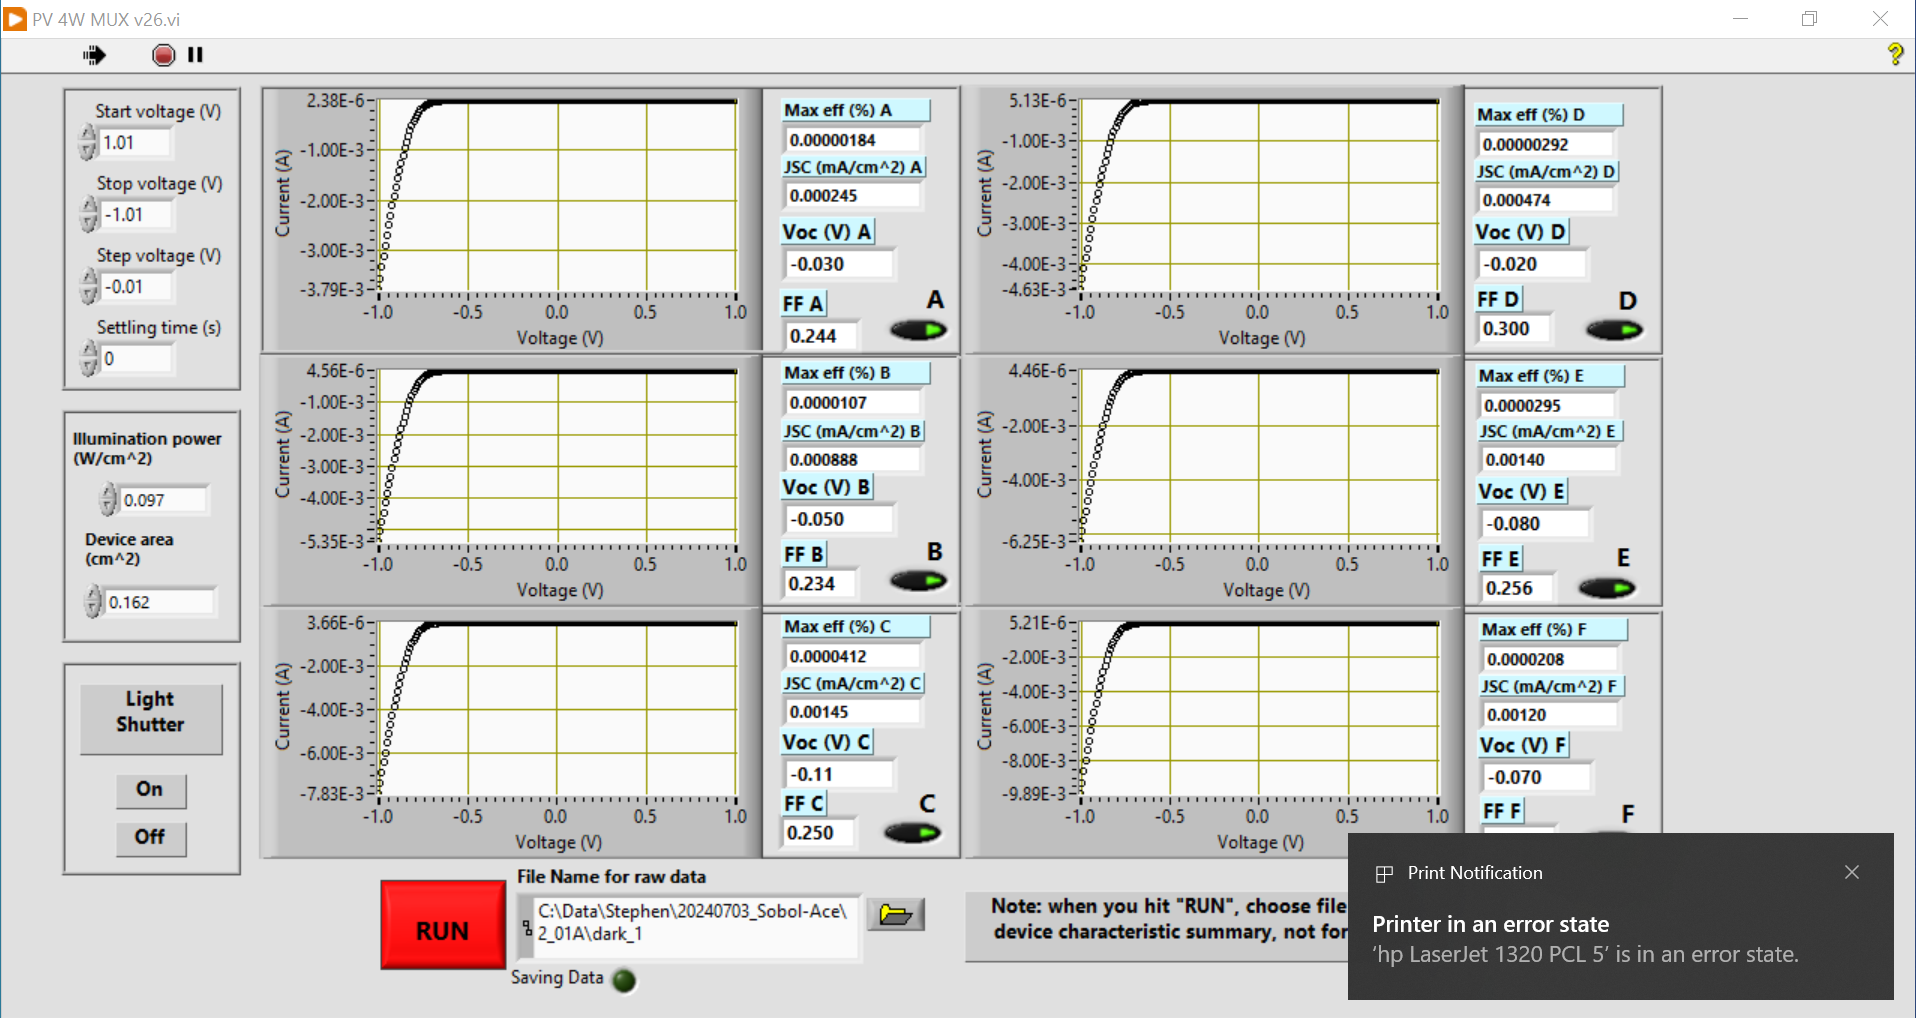 PV 4W MUX v26.vi
Start voltage (V)
1.01
Stop voltage (V)
-1.01
Step voltage (V)
-0.01
Settling time (s)
0
Illumination power
(W/cm^2)
0.097
Device area
(cm^2)
0.162
Light
Shutter
On
Off
Current (A)
2.38E-6
-1.00E-3
-2.00E-3
-3.00E-3
-3.79E-3
-1.0 -0.5 0.0 0.5 1.0
Voltage (V)
Max eff (%) A
0.00000184
JSC (mA/cm^2) A
0.000245
Voc (V) A
-0.030
FF A
0.244
A
Current (A)
5.13E-6
-1.00E-3
-2.00E-3
-3.00E-3
-4.00E-3
-4.63E-3
-1.0 -0.5 0.0 0.5 1.0
Voltage (V)
Max eff (%) D
0.00000292
JSC (mA/cm^2) D
0.000474
Voc (V) D
-0.020
FF D
0.300
D
Current (A)
4.56E-6
-1.00E-3
-2.00E-3
-3.00E-3
-4.00E-3
-5.35E-3
-1.0 -0.5 0.0 0.5 1.0
Voltage (V)
Max eff (%) B
0.0000107
JSC (mA/cm^2) B
0.000888
Voc (V) B
-0.050
FF B
0.234
B
Current (A)
4.46E-6
-2.00E-3
-4.00E-3
-6.25E-3
-1.0 -0.5 0.0 0.5 1.0
Voltage (V)
Max eff (%) E
0.0000295
JSC (mA/cm^2) E
0.00140
Voc (V) E
-0.080
FF E
0.256
E
Current (A)
3.66E-6
-2.00E-3
-4.00E-3
-6.00E-3
-7.83E-3
-1.0 -0.5 0.0 0.5 1.0
Voltage (V)
Max eff (%) C
0.0000412
JSC (mA/cm^2) C
0.00145
Voc (V) C
-0.11
FF C
0.250
C
Current (A)
5.21E-6
-2.00E-3
-4.00E-3
-6.00E-3
-8.00E-3
-9.89E-3
-1.0 -0.5 0.0 0.5 1.0
Voltage (V)
Max eff (%) F
0.0000208
JSC (mA/cm^2) F
0.00120
Voc (V) F
-0.070
FF F
F
RUN
File Name for raw data
C:\Data\Stephen\20240703_Sobol-Ace\
2_01A\dark_1
Saving Data
Note: when you hit "RUN", choose file
device characteristic summary, not for
Print Notification
Printer in an error state
‘hp LaserJet 1320 PCL 5’ is in an error state.